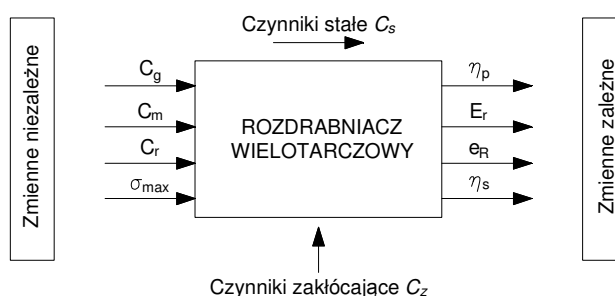 Czynniki stałe Cs
Zmienne niezależne
Cg
Cm
Cr
σmax
ROZDRABNIACZ
WIELOTARCZOWY
ηp
Er
eR
ηs
Zmienne zależne
Czynniki zakłócające Cz